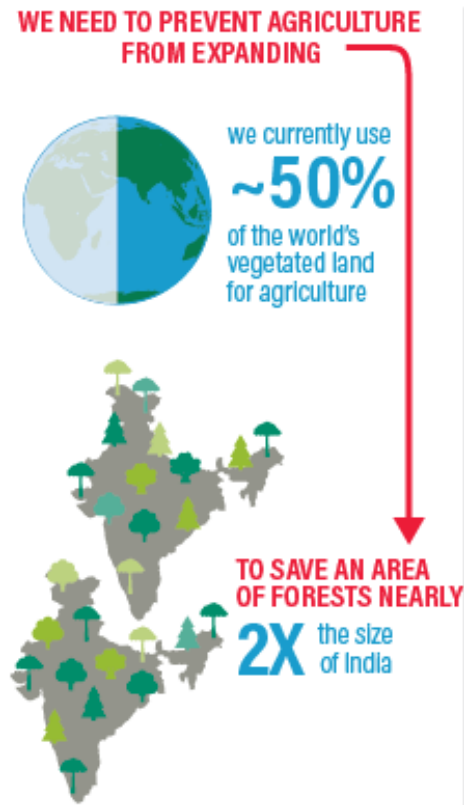 WE NEED TO PREVENT AGRICULTURE
FROM EXPANDING
we currently use
~50%
of the world's
vegetated land
for agriculture
TO SAVE AN AREA
OF FORESTS NEARLY
2X the size
of India